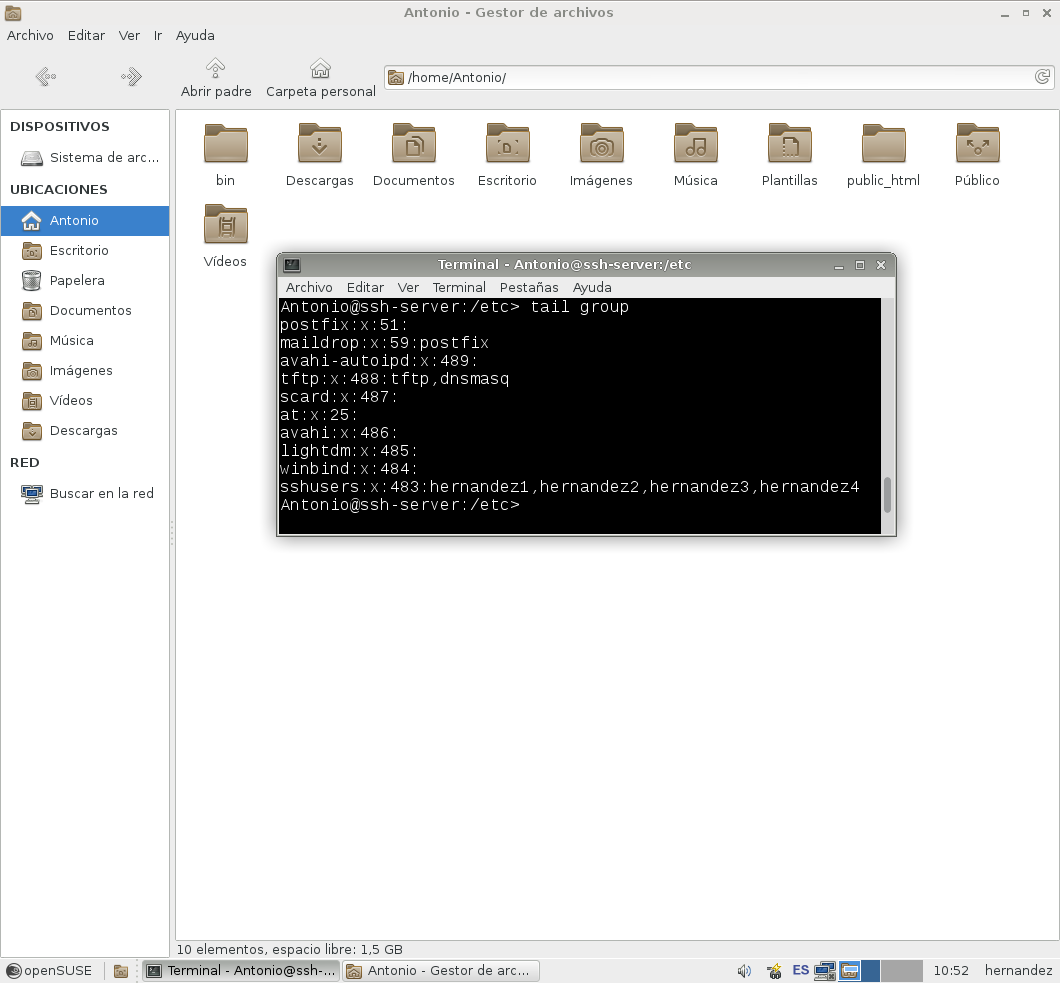 Antonio - Gestor de archivos
Archivo Editar Ver Ir Ayuda
Abrir padre Carpeta personal /home/Antonio/
DISPOSITIVOS
Sistema de arc...
UBICACIONES
Antonio
Escritorio
Papelera
Documentos
Música
Imágenes
Vídeos
Descargas
RED
Buscar en la red
bin Descargas Documentos Escritorio Imágenes Música Plantillas public_html Público
Vídeos
Terminal - Antonio@ssh-server:/etc
Archivo Editar Ver Terminal Pestañas Ayuda
Antonio@ssh-server:/etc> tail group
postfix:x:51:
maildrop:x:59:postfix
avahi-autoipd:x:489:
tftp:x:488:tftp,dnsmasq
scard:x:487:
at:x:25:
avahi:x:486:
lightdm:x:485:
winbind:x:484:
sshusers:x:483:hernandez1,hernandez2,hernandez3,hernandez4
Antonio@ssh-server:/etc>
10 elementos, espacio libre: 1,5 GB
openSUSE Terminal - Antonio@ssh-... Antonio - Gestor de arc... ES 10:52 hernandez